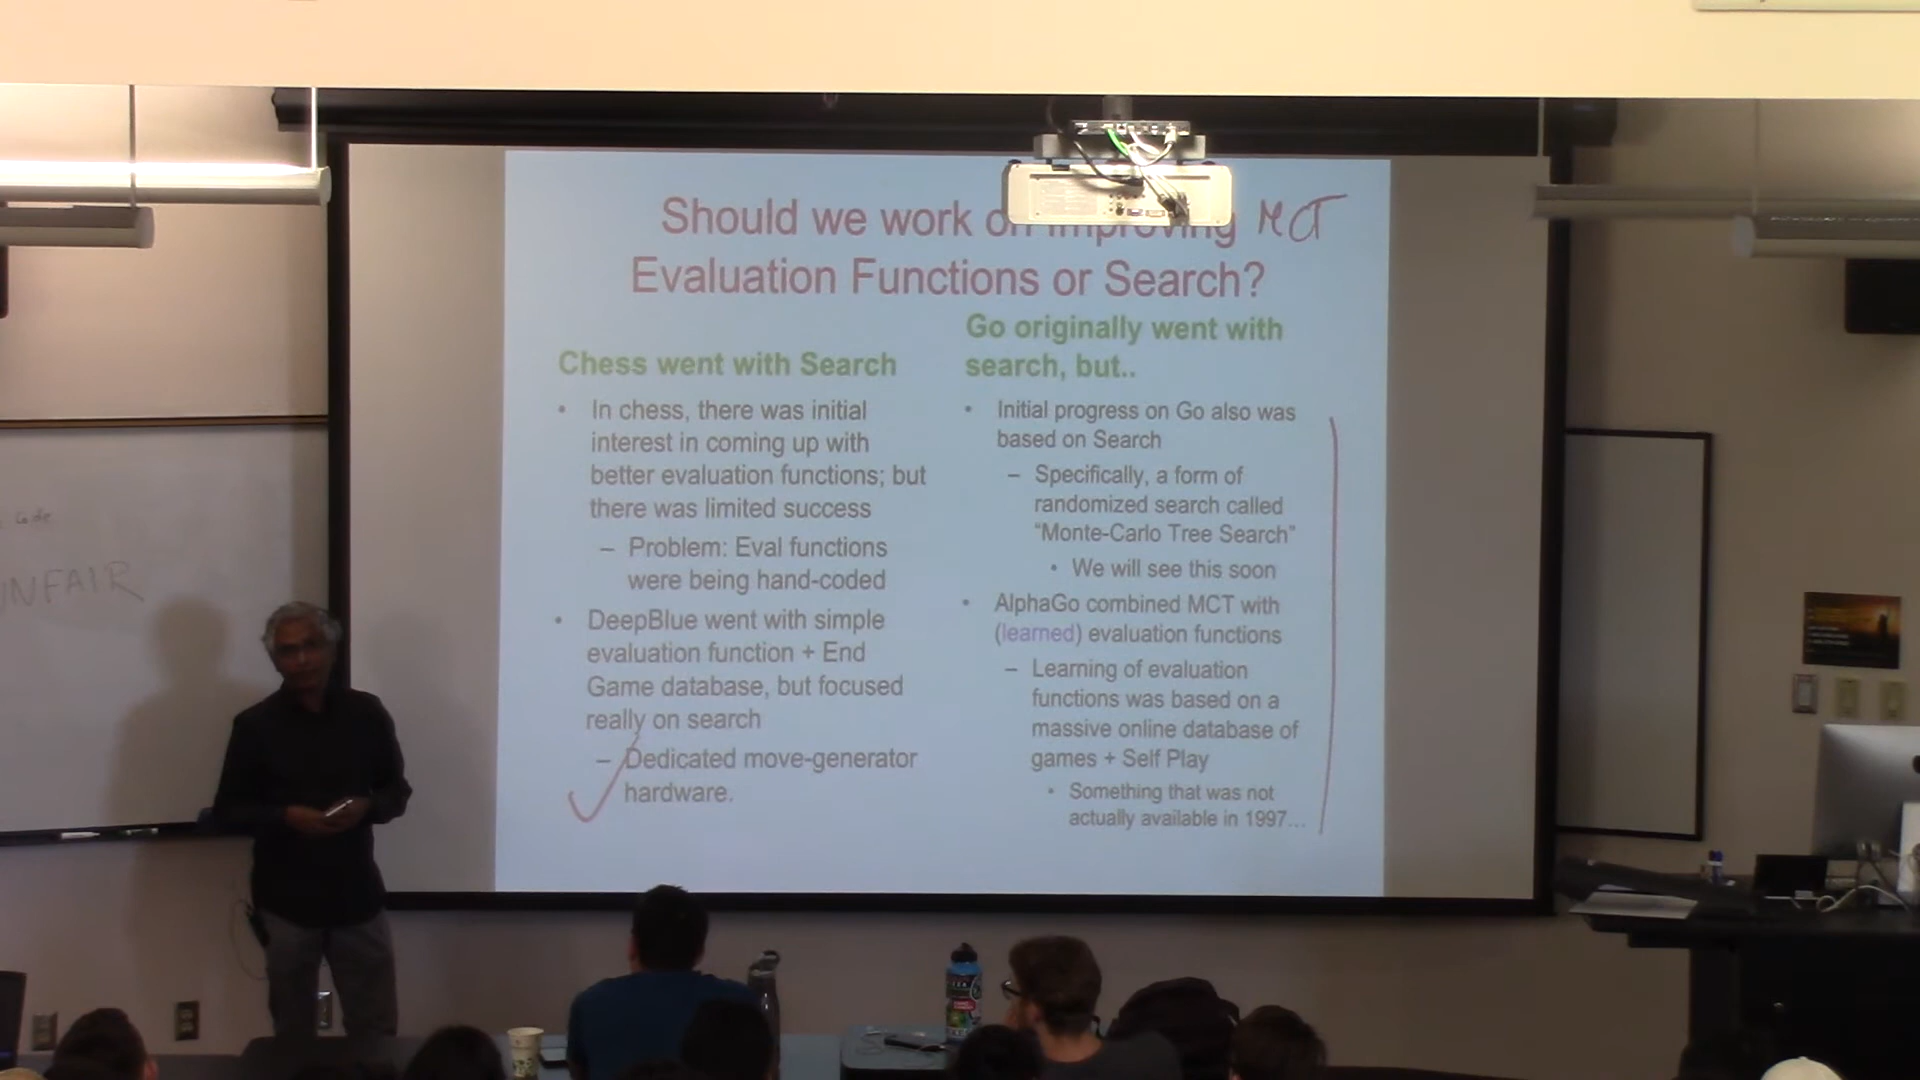 Should we work on improving MCT
Evaluation Functions or Search?
Chess went with Search
• In chess, there was initial
interest in coming up with
better evaluation functions; but
there was limited success
– Problem: Eval functions
were being hand-coded
• DeepBlue went with simple
evaluation function + End
Game database, but focused
really on search
– Dedicated move-generator
hardware.
Go originally went with
search, but..
• Initial progress on Go also was
based on Search
– Specifically, a form of
randomized search called
"Monte-Carlo Tree Search"
• We will see this soon
• AlphaGo combined MCT with
(learned) evaluation functions
– Learning of evaluation
functions was based on a
massive online database of
games + Self Play
• Something that was not
actually available in 1997...
Code
UNFAIR